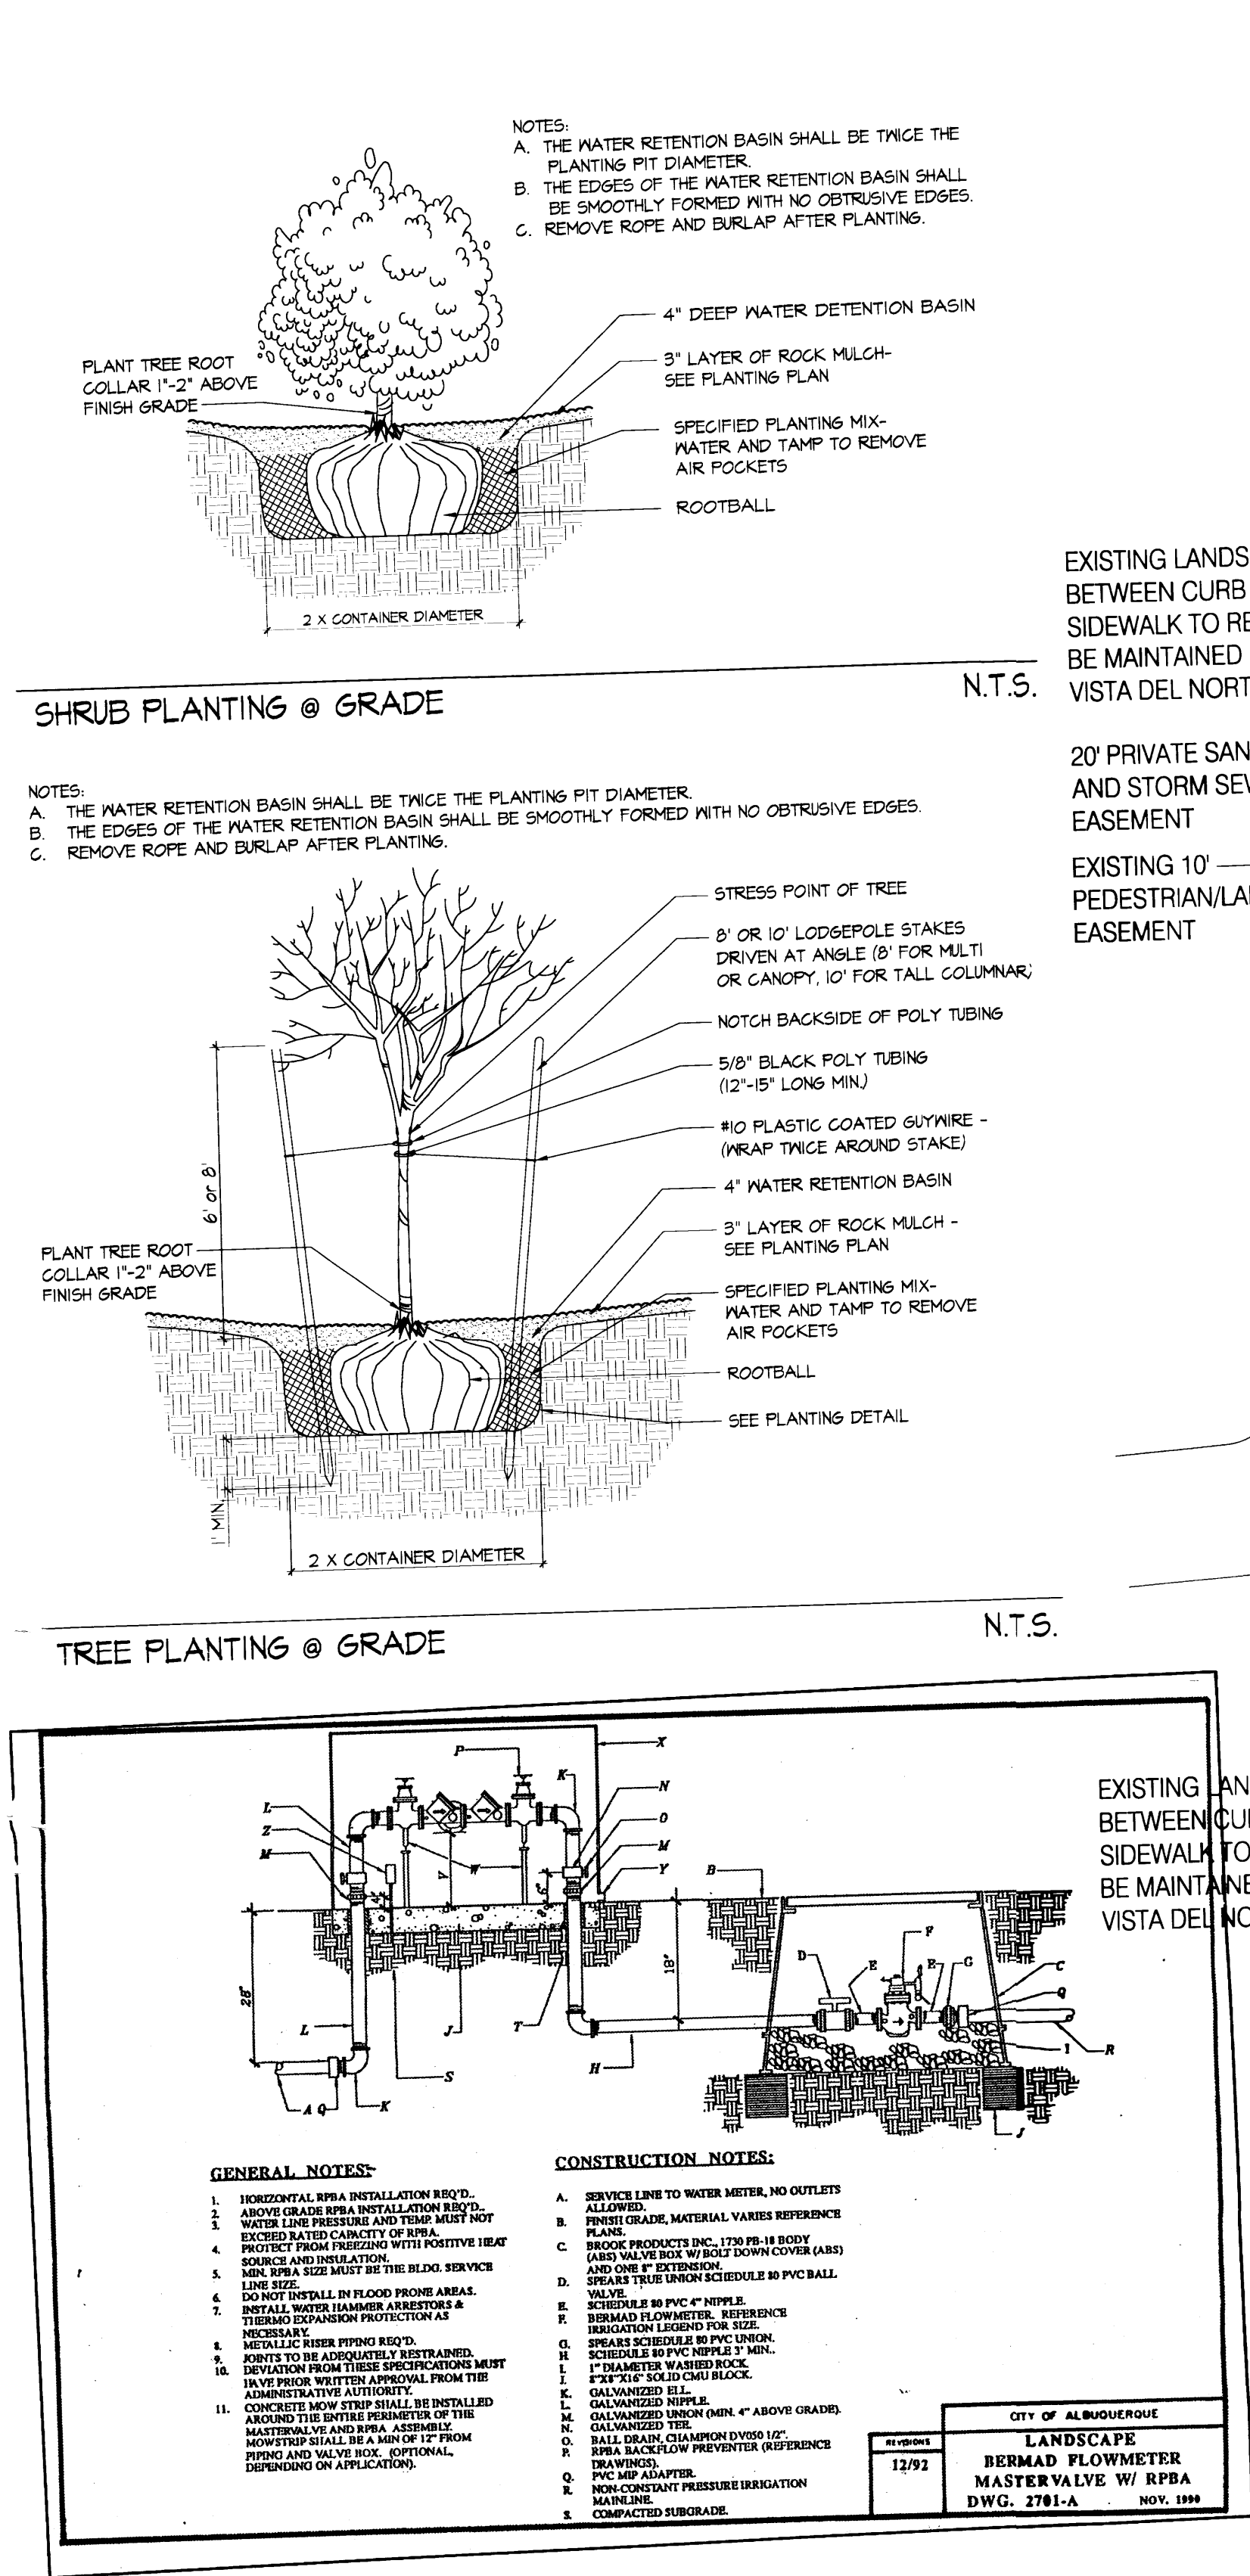 NOTES:
A. THE WATER RETENTION BASIN SHALL BE TWICE THE
PLANTING PIT DIAMETER.
B. THE EDGES OF THE WATER RETENTION BASIN SHALL
BE SMOOTHLY FORMED WITH NO OBTRUSIVE EDGES.
C. REMOVE ROPE AND BURLAP AFTER PLANTING.
4" DEEP WATER DETENTION BASIN
3" LAYER OF ROCK MULCH-
SEE PLANTING PLAN
PLANT TREE ROOT
COLLAR 1"-2" ABOVE
FINISH GRADE
SPECIFIED PLANTING MIX-
WATER AND TAMP TO REMOVE
AIR POCKETS
ROOTBALL
2 X CONTAINER DIAMETER
SHRUB PLANTING @ GRADE
N.T.S.
EXISTING LANDS
BETWEEN CURB
SIDEWALK TO RE
BE MAINTAINED
VISTA DEL NORT
20' PRIVATE SAN
AND STORM SEW
EASEMENT
EXISTING 10'
PEDESTRIAN/LAN
EASEMENT
NOTES:
A. THE WATER RETENTION BASIN SHALL BE TWICE THE PLANTING PIT DIAMETER.
B. THE EDGES OF THE WATER RETENTION BASIN SHALL BE SMOOTHLY FORMED WITH NO OBTRUSIVE EDGES.
C. REMOVE ROPE AND BURLAP AFTER PLANTING.
STRESS POINT OF TREE
8' OR 10' LODGEPOLE STAKES
DRIVEN AT ANGLE (8' FOR MULTI
OR CANOPY, 10' FOR TALL COLUMNAR)
NOTCH BACKSIDE OF POLY TUBING
5/8" BLACK POLY TUBING
(12"-15" LONG MIN.)
#10 PLASTIC COATED GUYWIRE -
(WRAP TWICE AROUND STAKE)
6' or 8'
4" WATER RETENTION BASIN
3" LAYER OF ROCK MULCH -
SEE PLANTING PLAN
PLANT TREE ROOT
COLLAR 1"-2" ABOVE
FINISH GRADE
SPECIFIED PLANTING MIX-
WATER AND TAMP TO REMOVE
AIR POCKETS
ROOTBALL
SEE PLANTING DETAIL
1' MIN.
2 X CONTAINER DIAMETER
TREE PLANTING @ GRADE
N.T.S.
EXISTING LAN
BETWEEN CUR
SIDEWALK TO
BE MAINTAINE
VISTA DEL NO
P
X
K
N
L
O
Z
M
M
W
Y
Y
B
6"
28"
18"
F
D
E
E
G
C
Q
L
J
T
H
I
R
S
A Q
K
J
GENERAL NOTES:
1. HORIZONTAL RPBA INSTALLATION REQ'D..
2. ABOVE GRADE RPBA INSTALLATION REQ'D..
3. WATER LINE PRESSURE AND TEMP. MUST NOT
EXCEED RATED CAPACITY OF RPBA.
4. PROTECT FROM FREEZING WITH POSITIVE HEAT
SOURCE AND INSULATION.
5. MIN. RPBA SIZE MUST BE THE BLDG. SERVICE
LINE SIZE.
6. DO NOT INSTALL IN FLOOD PRONE AREAS.
7. INSTALL WATER HAMMER ARRESTORS &
THERMO EXPANSION PROTECTION AS
NECESSARY.
8. METALLIC RISER PIPING REQ'D.
9. JOINTS TO BE ADEQUATELY RESTRAINED.
10. DEVIATION FROM THESE SPECIFICATIONS MUST
HAVE PRIOR WRITTEN APPROVAL FROM THE
ADMINISTRATIVE AUTHORITY.
11. CONCRETE MOW STRIP SHALL BE INSTALLED
AROUND THE ENTIRE PERIMETER OF THE
MASTERVALVE AND RPBA ASSEMBLY.
MOWSTRIP SHALL BE A MIN OF 12" FROM
PIPING AND VALVE BOX. (OPTIONAL,
DEPENDING ON APPLICATION).
CONSTRUCTION NOTES:
A. SERVICE LINE TO WATER METER, NO OUTLETS
ALLOWED.
B. FINISH GRADE, MATERIAL VARIES REFERENCE
PLANS.
C. BROOK PRODUCTS INC., 1730 PB-18 BODY
(ABS) VALVE BOX W/ BOLT DOWN COVER (ABS)
AND ONE 8" EXTENSION.
D. SPEARS TRUE UNION SCHEDULE 80 PVC BALL
VALVE.
E. SCHEDULE 80 PVC 4" NIPPLE.
F. BERMAD FLOWMETER. REFERENCE
IRRIGATION LEGEND FOR SIZE.
G. SPEARS SCHEDULE 80 PVC UNION.
H SCHEDULE 80 PVC NIPPLE 3' MIN..
I. 1" DIAMETER WASHED ROCK.
J. 8"X8"X16" SOLID CMU BLOCK.
K. GALVANIZED ELL.
L. GALVANIZED NIPPLE.
M. GALVANIZED UNION (MIN. 4" ABOVE GRADE).
N. GALVANIZED TEE.
O. BALL DRAIN, CHAMPION DV050 1/2".
P. RPBA BACKFLOW PREVENTER (REFERENCE
DRAWINGS).
Q. PVC MIP ADAPTER.
R. NON-CONSTANT PRESSURE IRRIGATION
MAINLINE.
S. COMPACTED SUBGRADE.
REVISIONS
12/92
CITY OF ALBUQUERQUE
LANDSCAPE
BERMAD FLOWMETER
MASTERVALVE W/ RPBA
DWG. 2701-A NOV. 1990